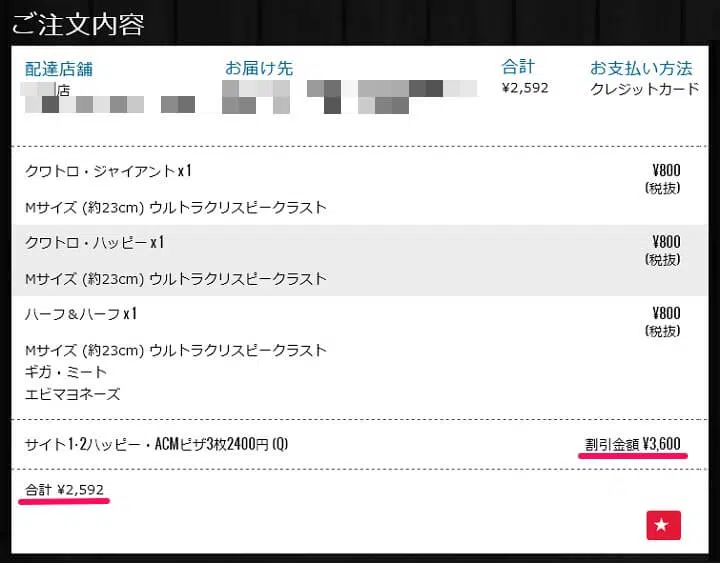 ご注文内容
配達店舗
お届け先
合計
お支払い方法
店
¥2,592
クレジットカード
クワトロ・ジャイアント x 1
¥800
(税抜)
Mサイズ (約23cm) ウルトラクリスピークラスト
クワトロ・ハッピー x 1
¥800
(税抜)
Mサイズ (約23cm) ウルトラクリスピークラスト
ハーフ＆ハーフ x 1
¥800
(税抜)
Mサイズ (約23cm) ウルトラクリスピークラスト
ギガ・ミート
エビマヨネーズ
サイト1･2ハッピー・ACMピザ3枚2400円 (Q)
割引金額 ¥3,600
合計 ¥2,592